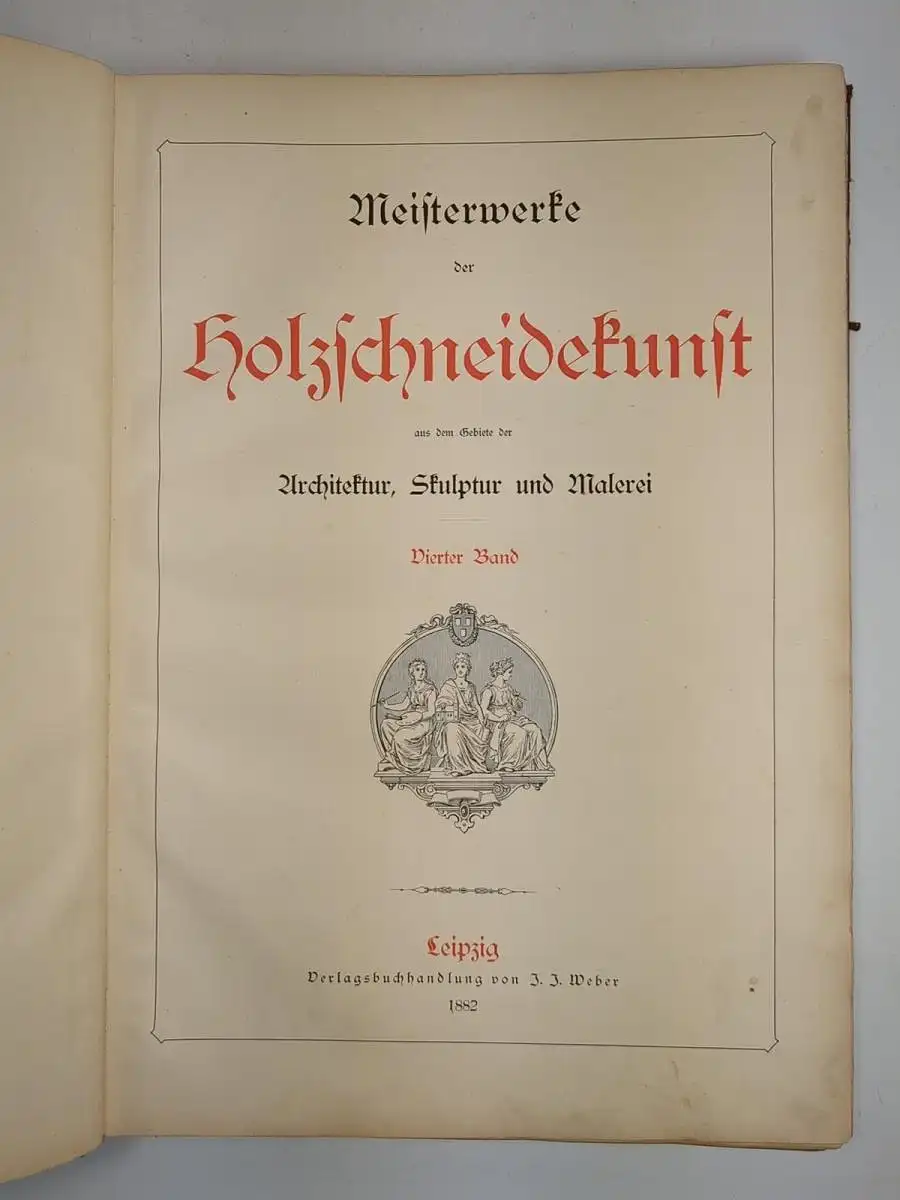 Meiſterwerke
der
Holzſchneidekunſt
aus dem Gebiete der
Architektur, Skulptur und Malerei
Vierter Band
Leipzig
Verlagsbuchhandlung von J. J. Weber
1882